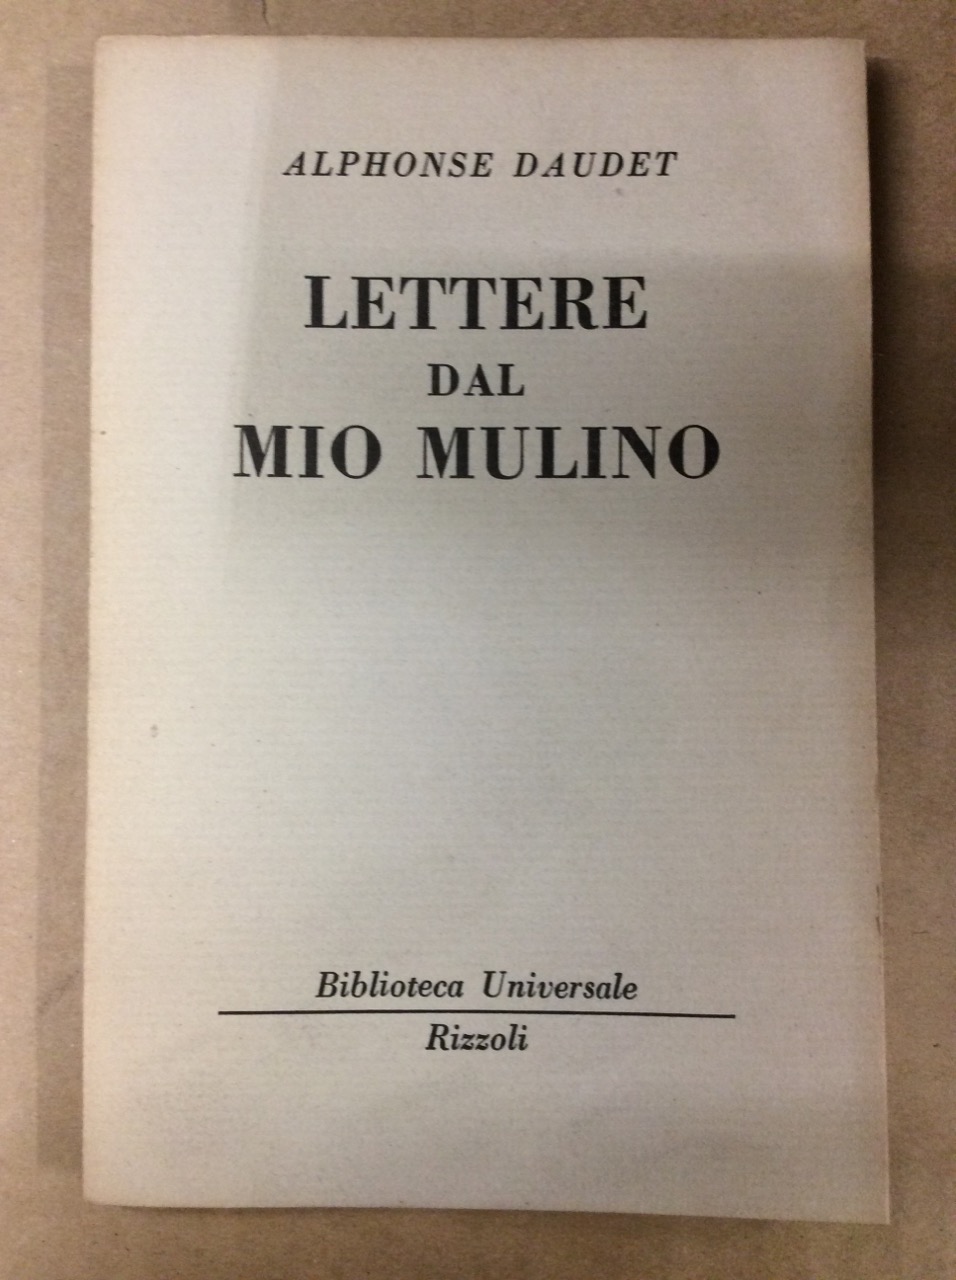 ALPHONSE DAUDET
LETTERE
DAL
MIO MULINO
Biblioteca Universale
Rizzoli